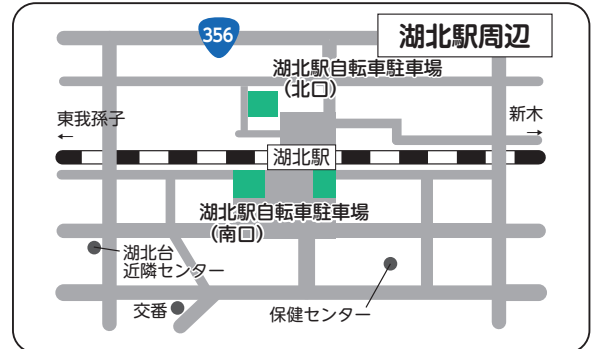 356
湖北駅周辺
湖北駅自転車駐車場
(北口)
東我孫子
←
新木
→
湖北駅
湖北駅自転車駐車場
(南口)
湖北台
近隣センター
交番
保健センター